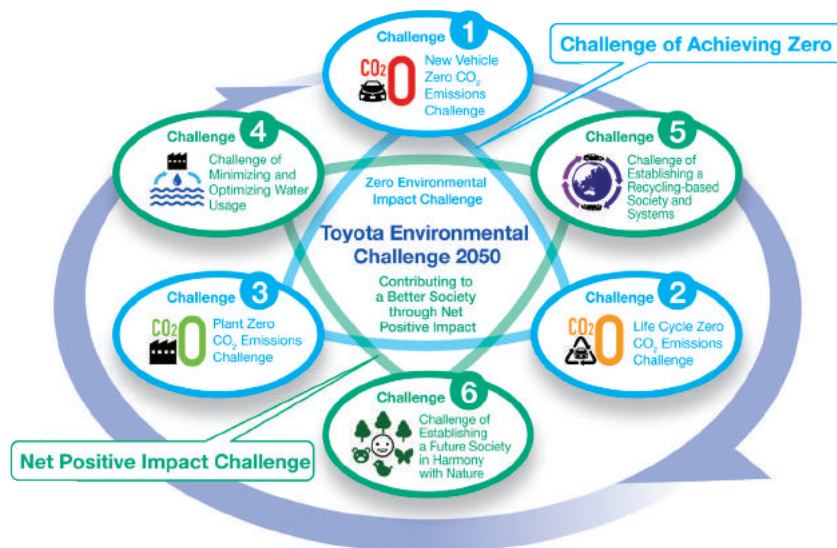 Challenge 1
CO₂ 0
New Vehicle
Zero CO₂
Emissions
Challenge
Challenge of Achieving Zero
Challenge 4
Challenge of
Minimizing and
Optimizing Water
Usage
Challenge 5
Challenge of
Establishing a
Recycling-based
Society and
Systems
Zero Environmental
Impact Challenge
Toyota Environmental
Challenge 2050
Contributing to
a Better Society
through Net
Positive Impact
Challenge 3
CO₂ 0
Plant Zero
CO₂ Emissions
Challenge
Challenge 2
CO₂ 0
Life Cycle Zero
CO₂ Emissions
Challenge
Challenge 6
Challenge of
Establishing
a Future Society
in Harmony
with Nature
Net Positive Impact Challenge